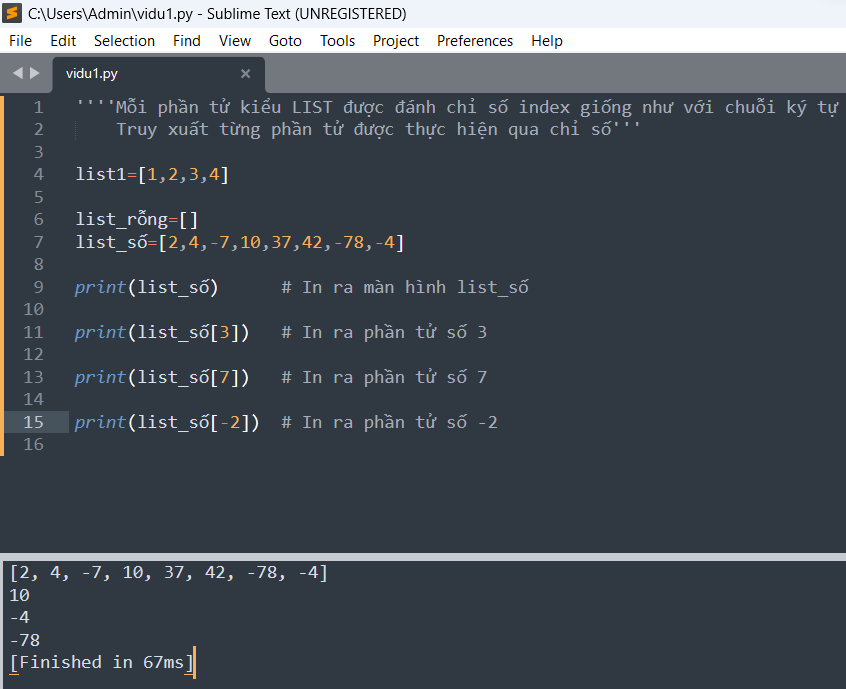 C:\Users\Admin\vidu1.py - Sublime Text (UNREGISTERED)
File Edit Selection Find View Goto Tools Project Preferences Help
vidu1.py
1 ''''Mỗi phần tử kiểu LIST được đánh chỉ số index giống như với chuỗi ký tự
2 Truy xuất từng phần tử được thực hiện qua chỉ số'''
3
4 list1=[1,2,3,4]
5
6 list_rỗng=[]
7 list_số=[2,4,-7,10,37,42,-78,-4]
8
9 print(list_số) # In ra màn hình list_số
10
11 print(list_số[3]) # In ra phần tử số 3
12
13 print(list_số[7]) # In ra phần tử số 7
14
15 print(list_số[-2]) # In ra phần tử số -2
16
[2, 4, -7, 10, 37, 42, -78, -4]
10
-4
-78
[Finished in 67ms]